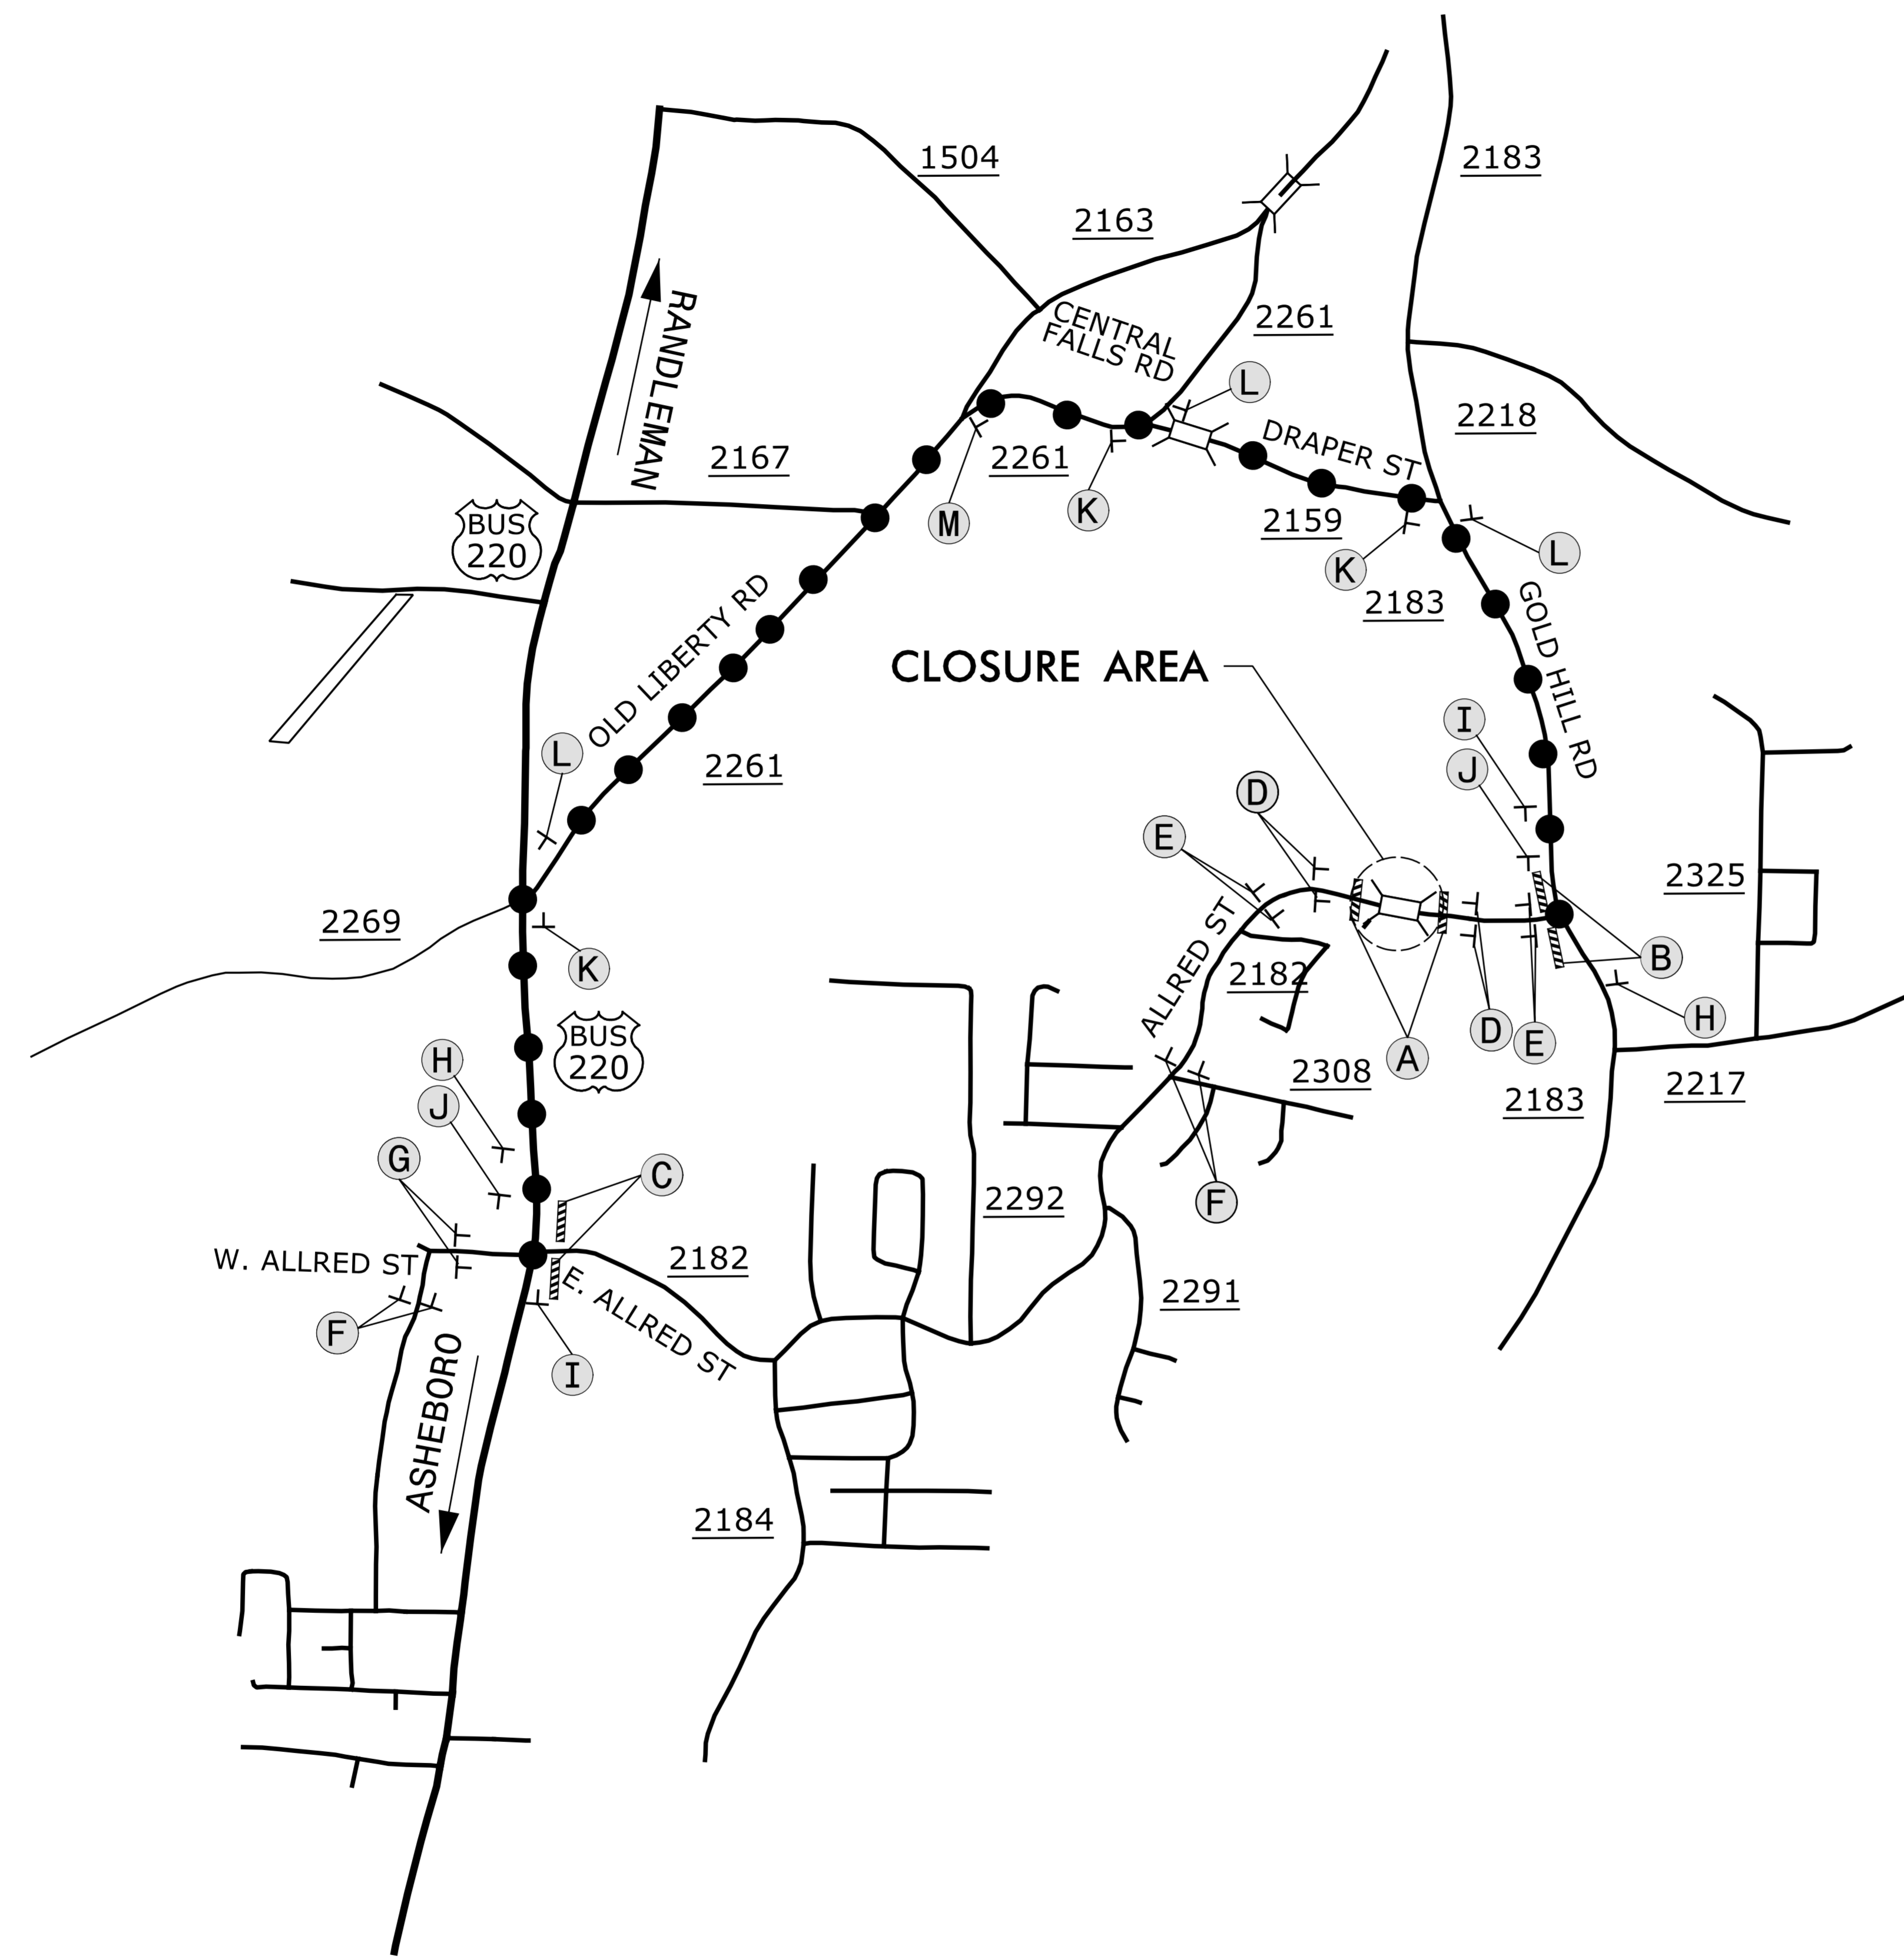 1504
2183
2163
CENTRAL
FALLS RD
2261
RANDLEMAN
L
2218
DRAPER ST
2167
2261
BUS
220
M
K
2159
L
K
2183
GOLD HILL RD
OLD LIBERTY RD
CLOSURE AREA
I
L
2261
J
D
E
2325
2269
ALLRED ST
K
2182
B
H
BUS
220
D
E
H
A
2308
2183
2217
J
G
C
2292
F
W. ALLRED ST
2182
E. ALLRED ST
2291
F
I
ASHEBORO
2184